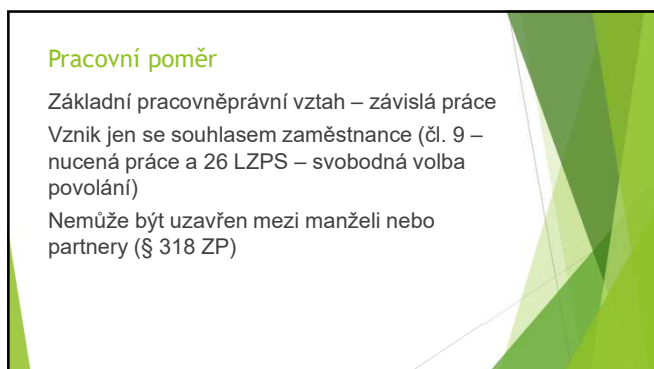 Pracovní poměr
Základní pracovněprávní vztah – závislá práce
Vznik jen se souhlasem zaměstnance (čl. 9 –
nucená práce a 26 LZPS – svobodná volba
povolání)
Nemůže být uzavřen mezi manželi nebo
partnery (§ 318 ZP)